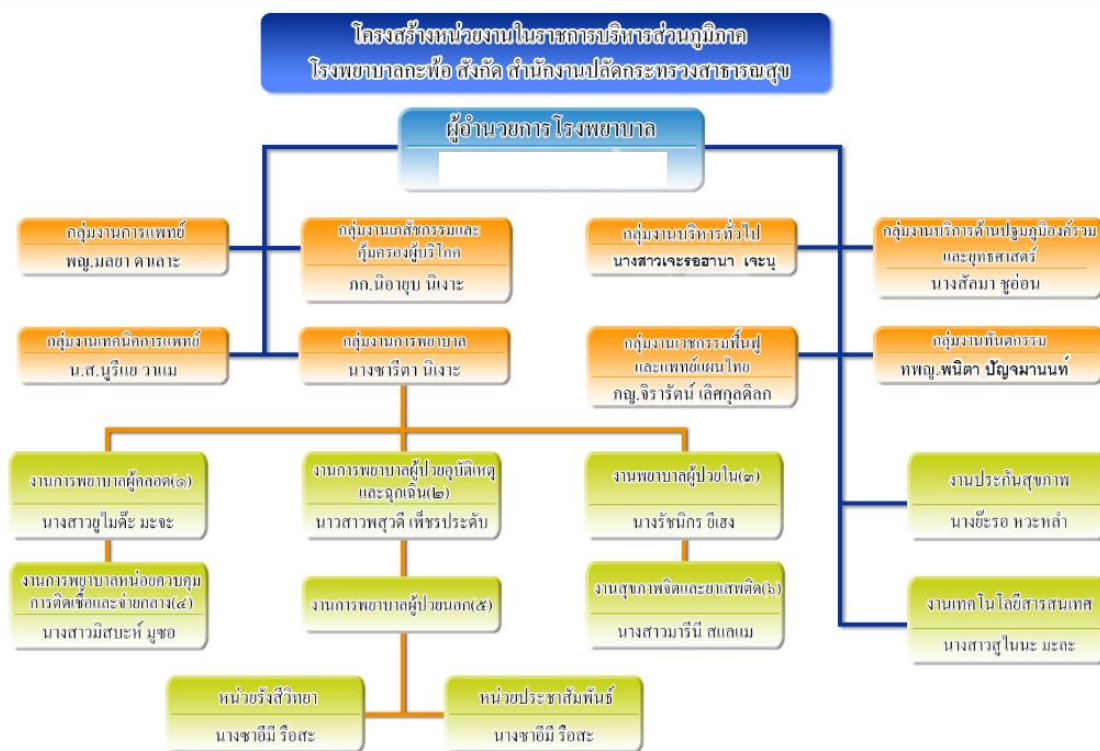 โครงสร้างหน่วยงานในราชการบริหารส่วนภูมิภาค
โรงพยาบาลกะพ้อ สังกัด สำนักงานปลัดกระทรวงสาธารณสุข
ผู้อำนวยการโรงพยาบาล
กลุ่มงานการแพทย์
พญ.มลยา ดาเลาะ
กลุ่มงานเภสัชกรรมและ
คุ้มครองผู้บริโภค
ภก.นิอายุบ นิเงาะ
กลุ่มงานบริหารทั่วไป
นางสาวเจะรอฮานา เจะนุ
กลุ่มงานบริการด้านปฐมภูมิองค์รวม
และยุทธศาสตร์
นางสัลมา ชูอ่อน
กลุ่มงานเทคนิคการแพทย์
น.ส.นูรีแย วาแม
กลุ่มงานการพยาบาล
นางซารีตา นิเงาะ
กลุ่มงานเวชกรรมฟื้นฟู
และแพทย์แผนไทย
ภญ.จิรารัตน์ เลิศกุลดิลก
กลุ่มงานทันตกรรม
ทพญ.พนิตา ปัญจมานนท์
งานการพยาบาลผู้คลอด(๑)
นางสาวยูไมด๊ะ มะจะ
งานการพยาบาลผู้ป่วยอุบัติเหตุ
และฉุกเฉิน(๒)
นาวสาวพสุวดี เพ็ชรประดับ
งานพยาบาลผู้ป่วยใน(๓)
นางรัชนิกร ยีเฮง
งานประกันสุขภาพ
นางย๊ะรอ หวะหลำ
งานการพยาบาลหน่อยควบคุม
การติดเชื้อและจ่ายกลาง(๔)
นางสาวมิสบะห์ มูซอ
งานการพยาบาลผู้ป่วยนอก(๕)
งานสุขภาพจิตและยาเสพติด(๖)
นางสาวมารีนี สแลแม
งานเทคโนโลยีสารสนเทศ
นางสาวสูไนนะ มะละ
หน่วยรังสีวิทยา
นางซาอีมี รือสะ
หน่วยประชาสัมพันธ์
นางซาอีมี รือสะ